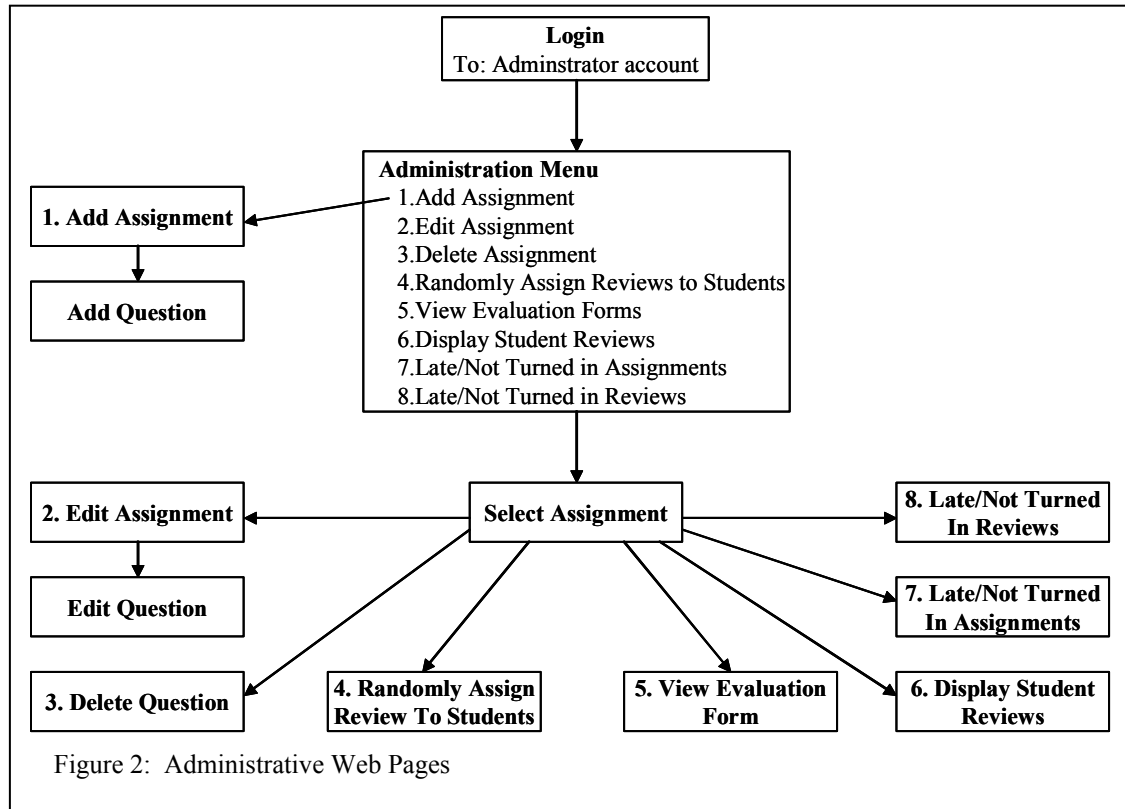 Login
To: Adminstrator account
Administration Menu
1.Add Assignment
2.Edit Assignment
3.Delete Assignment
4.Randomly Assign Reviews to Students
5.View Evaluation Forms
6.Display Student Reviews
7.Late/Not Turned in Assignments
8.Late/Not Turned in Reviews
1. Add Assignment
Add Question
2. Edit Assignment
Select Assignment
8. Late/Not Turned
In Reviews
Edit Question
7. Late/Not Turned
In Assignments
3. Delete Question
4. Randomly Assign
Review To Students
5. View Evaluation
Form
6. Display Student
Reviews
Figure 2:  Administrative Web Pages